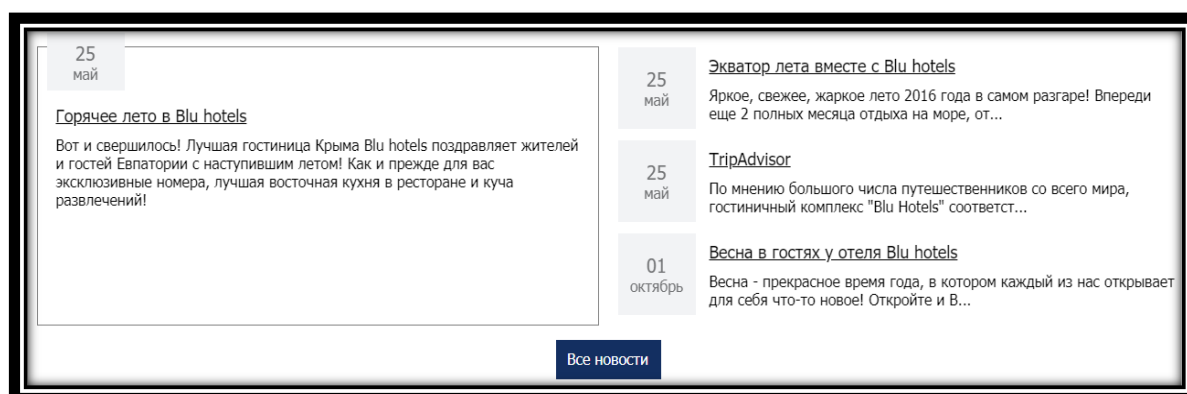 25
май
Горячее лето в Blu hotels
Вот и свершилось! Лучшая гостиница Крыма Blu hotels поздравляет жителей
и гостей Евпатории с наступившим летом! Как и прежде для вас
эксклюзивные номера, лучшая восточная кухня в ресторане и куча
развлечений!
25
май
Экватор лета вместе с Blu hotels
Яркое, свежее, жаркое лето 2016 года в самом разгаре! Впереди
еще 2 полных месяца отдыха на море, от...
25
май
TripAdvisor
По мнению большого числа путешественников со всего мира,
гостиничный комплекс "Blu Hotels" соответст...
01
октябрь
Весна в гостях у отеля Blu hotels
Весна - прекрасное время года, в котором каждый из нас открывает
для себя что-то новое! Откройте и В...
Все новости